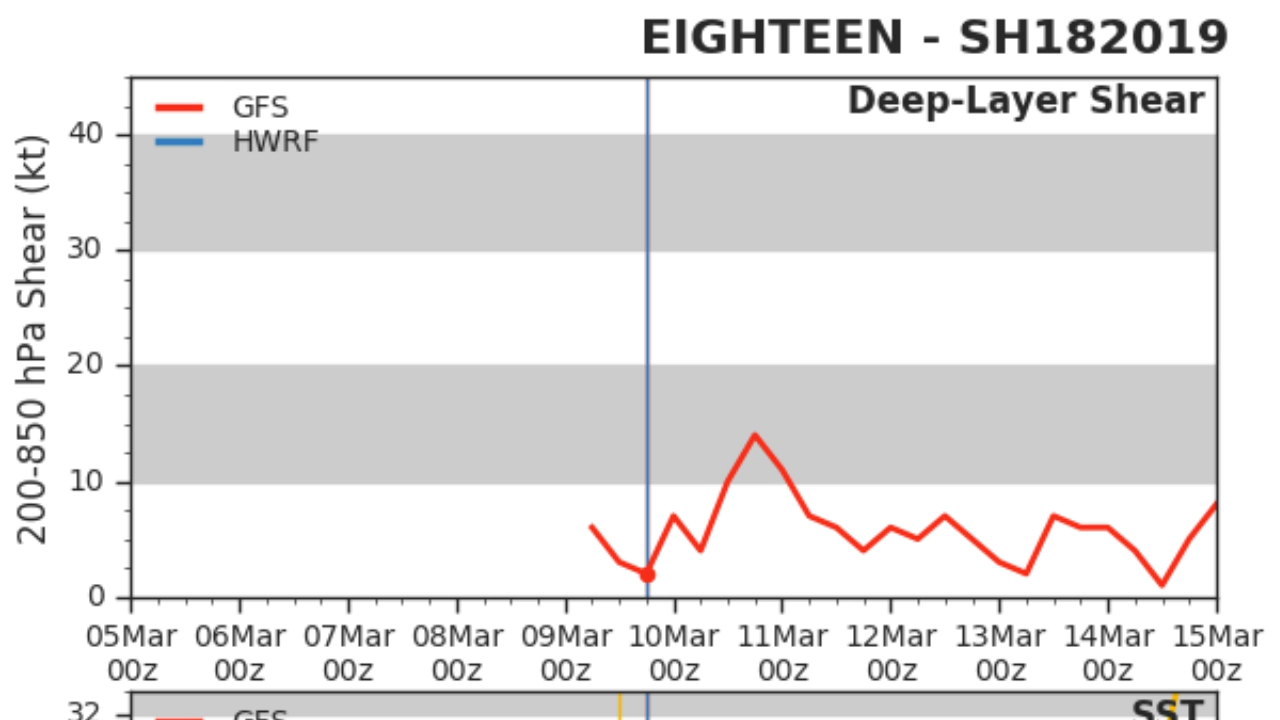 EIGHTEEN - SH182019
Deep-Layer Shear
GFS
HWRF
200-850 hPa Shear (kt)
40
30
20
10
0
05Mar 06Mar 07Mar 08Mar 09Mar 10Mar 11Mar 12Mar 13Mar 14Mar 15Mar
00z 00z 00z 00z 00z 00z 00z 00z 00z 00z 00z
32
GFS
SST